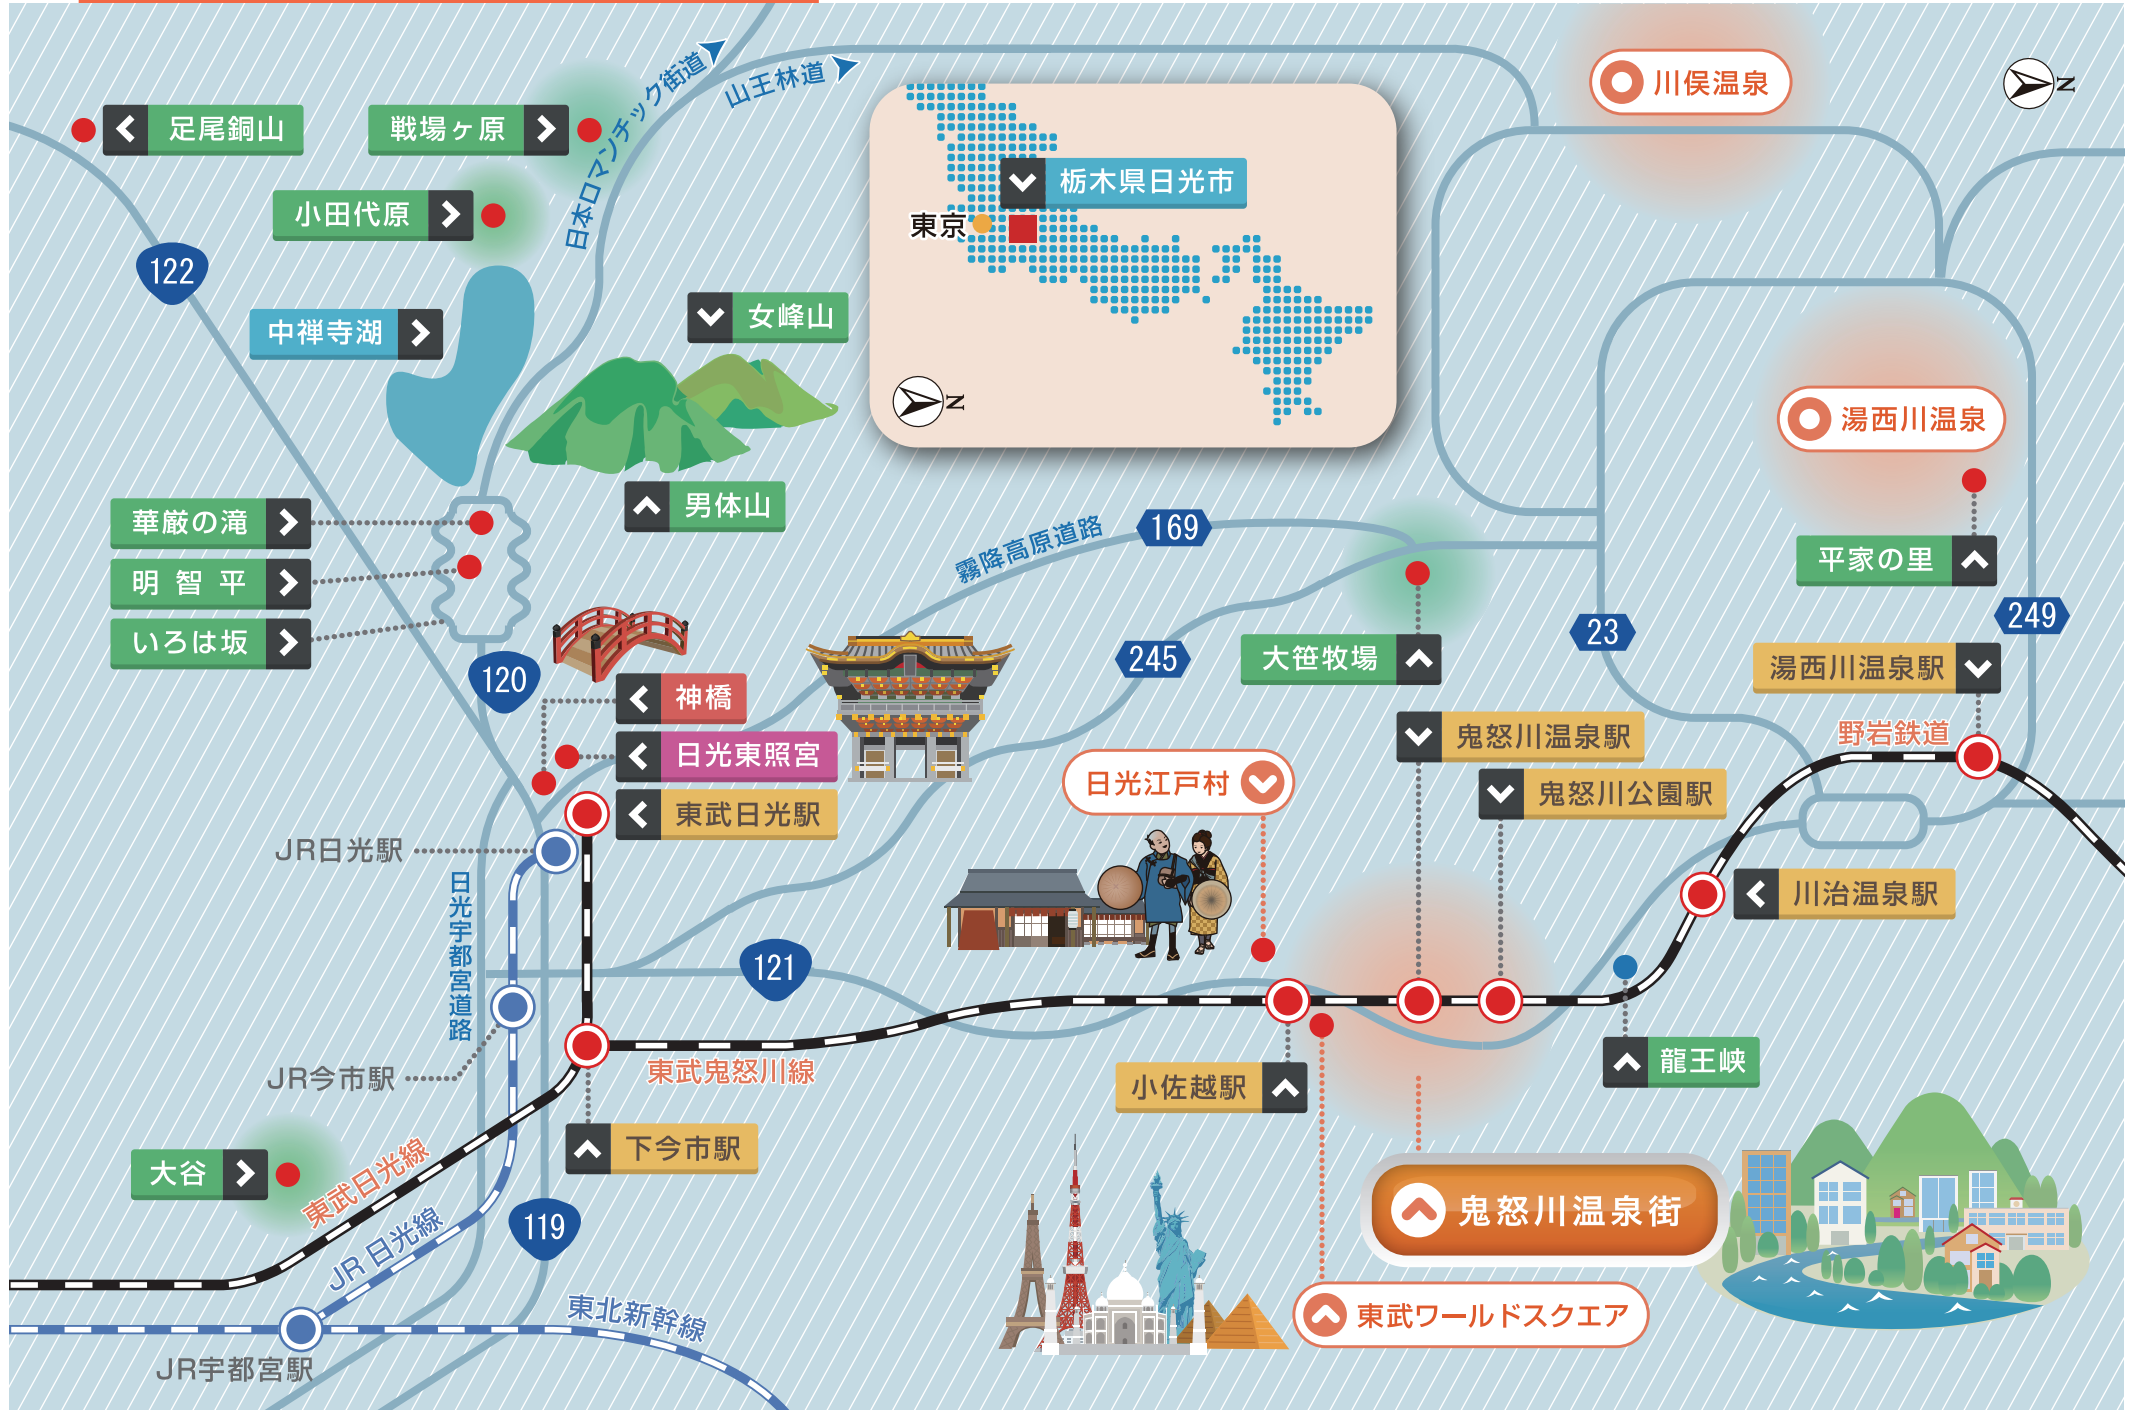 日本ロマンチック街道
山王林道
川俣温泉
N
足尾銅山
戦場ヶ原
小田代原
栃木県日光市
東京
122
中禅寺湖
女峰山
N
湯西川温泉
男体山
華厳の滝
明智平
いろは坂
霧降高原道路
169
平家の里
249
23
245
大笹牧場
湯西川温泉駅
120
神橋
日光東照宮
東武日光駅
鬼怒川温泉駅
野岩鉄道
日光江戸村
鬼怒川公園駅
JR日光駅
川治温泉駅
日光宇都宮道路
121
JR今市駅
東武鬼怒川線
小佐越駅
龍王峡
下今市駅
大谷
東武日光線
JR日光線
119
鬼怒川温泉街
東北新幹線
東武ワールドスクエア
JR宇都宮駅